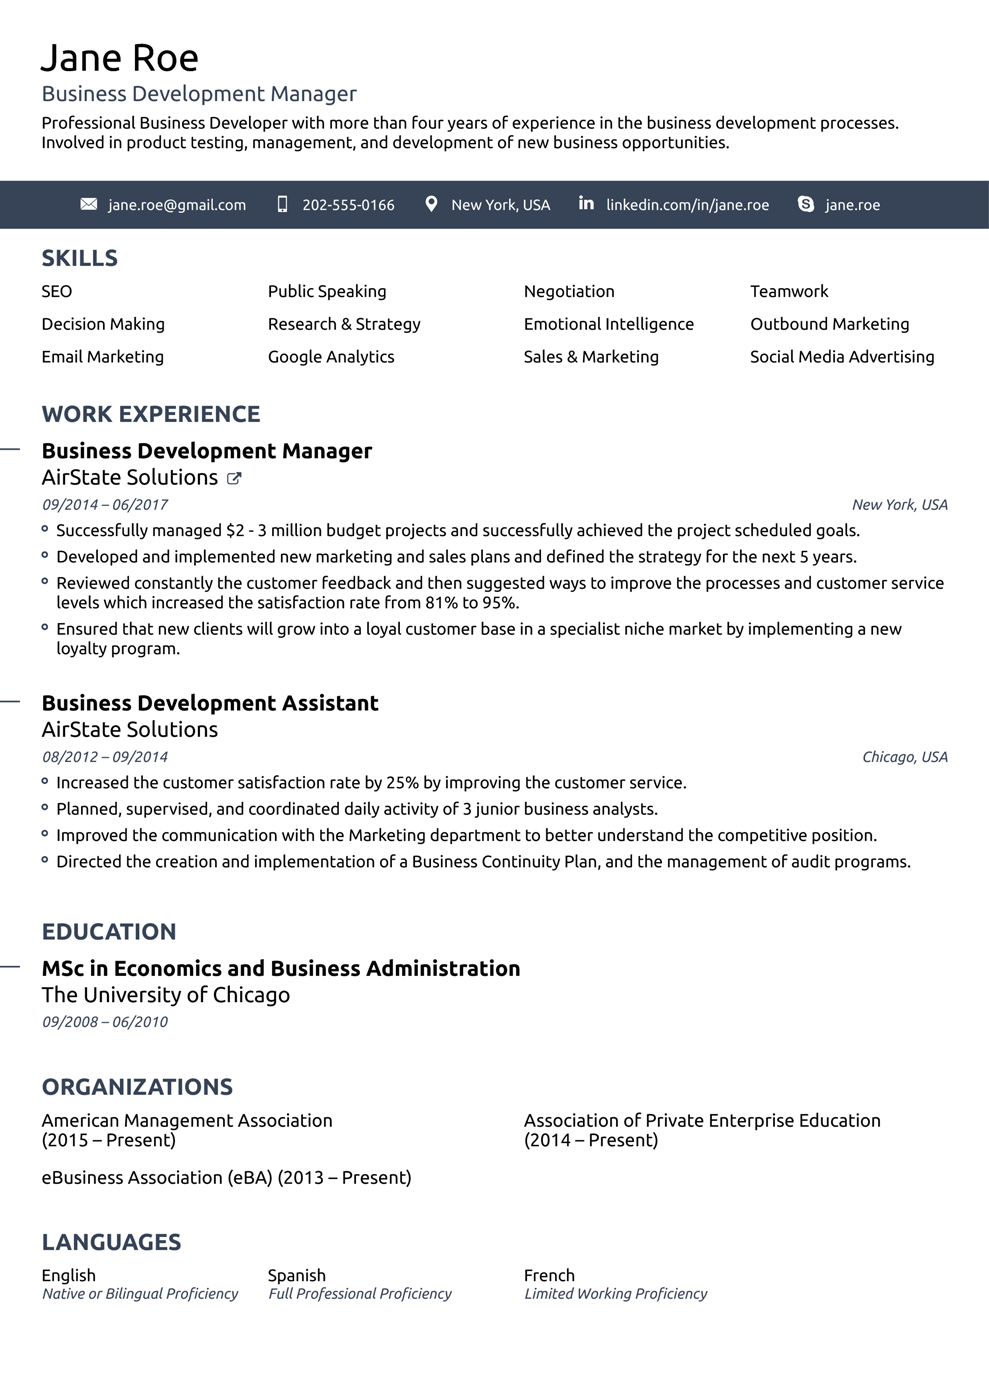 Jane Roe
Business Development Manager
Professional Business Developer with more than four years of experience in the business development processes.
Involved in product testing, management, and development of new business opportunities.
jane.roe@gmail.com 202-555-0166 New York, USA linkedin.com/in/jane.roe jane.roe
SKILLS
SEO Public Speaking Negotiation Teamwork
Decision Making Research & Strategy Emotional Intelligence Outbound Marketing
Email Marketing Google Analytics Sales & Marketing Social Media Advertising
WORK EXPERIENCE
Business Development Manager
AirState Solutions
09/2014 – 06/2017 New York, USA
Successfully managed $2 - 3 million budget projects and successfully achieved the project scheduled goals.
Developed and implemented new marketing and sales plans and defined the strategy for the next 5 years.
Reviewed constantly the customer feedback and then suggested ways to improve the processes and customer service
levels which increased the satisfaction rate from 81% to 95%.
Ensured that new clients will grow into a loyal customer base in a specialist niche market by implementing a new
loyalty program.
Business Development Assistant
AirState Solutions
08/2012 – 09/2014 Chicago, USA
Increased the customer satisfaction rate by 25% by improving the customer service.
Planned, supervised, and coordinated daily activity of 3 junior business analysts.
Improved the communication with the Marketing department to better understand the competitive position.
Directed the creation and implementation of a Business Continuity Plan, and the management of audit programs.
EDUCATION
MSc in Economics and Business Administration
The University of Chicago
09/2008 – 06/2010
ORGANIZATIONS
American Management Association
(2015 – Present)
Association of Private Enterprise Education
(2014 – Present)
eBusiness Association (eBA) (2013 – Present)
LANGUAGES
English Spanish French
Native or Bilingual Proficiency Full Professional Proficiency Limited Working Proficiency